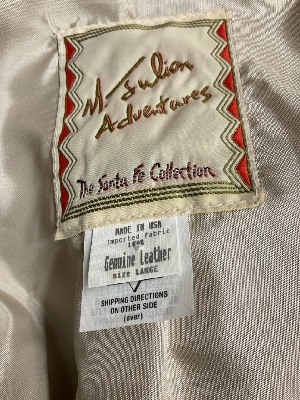 M. Julian
Adventures
The Santa Fe Collection
MADE IN USA
Imported Fabric
100%
Genuine Leather
Size LARGE
SHIPPING DIRECTIONS
ON OTHER SIDE
(over)